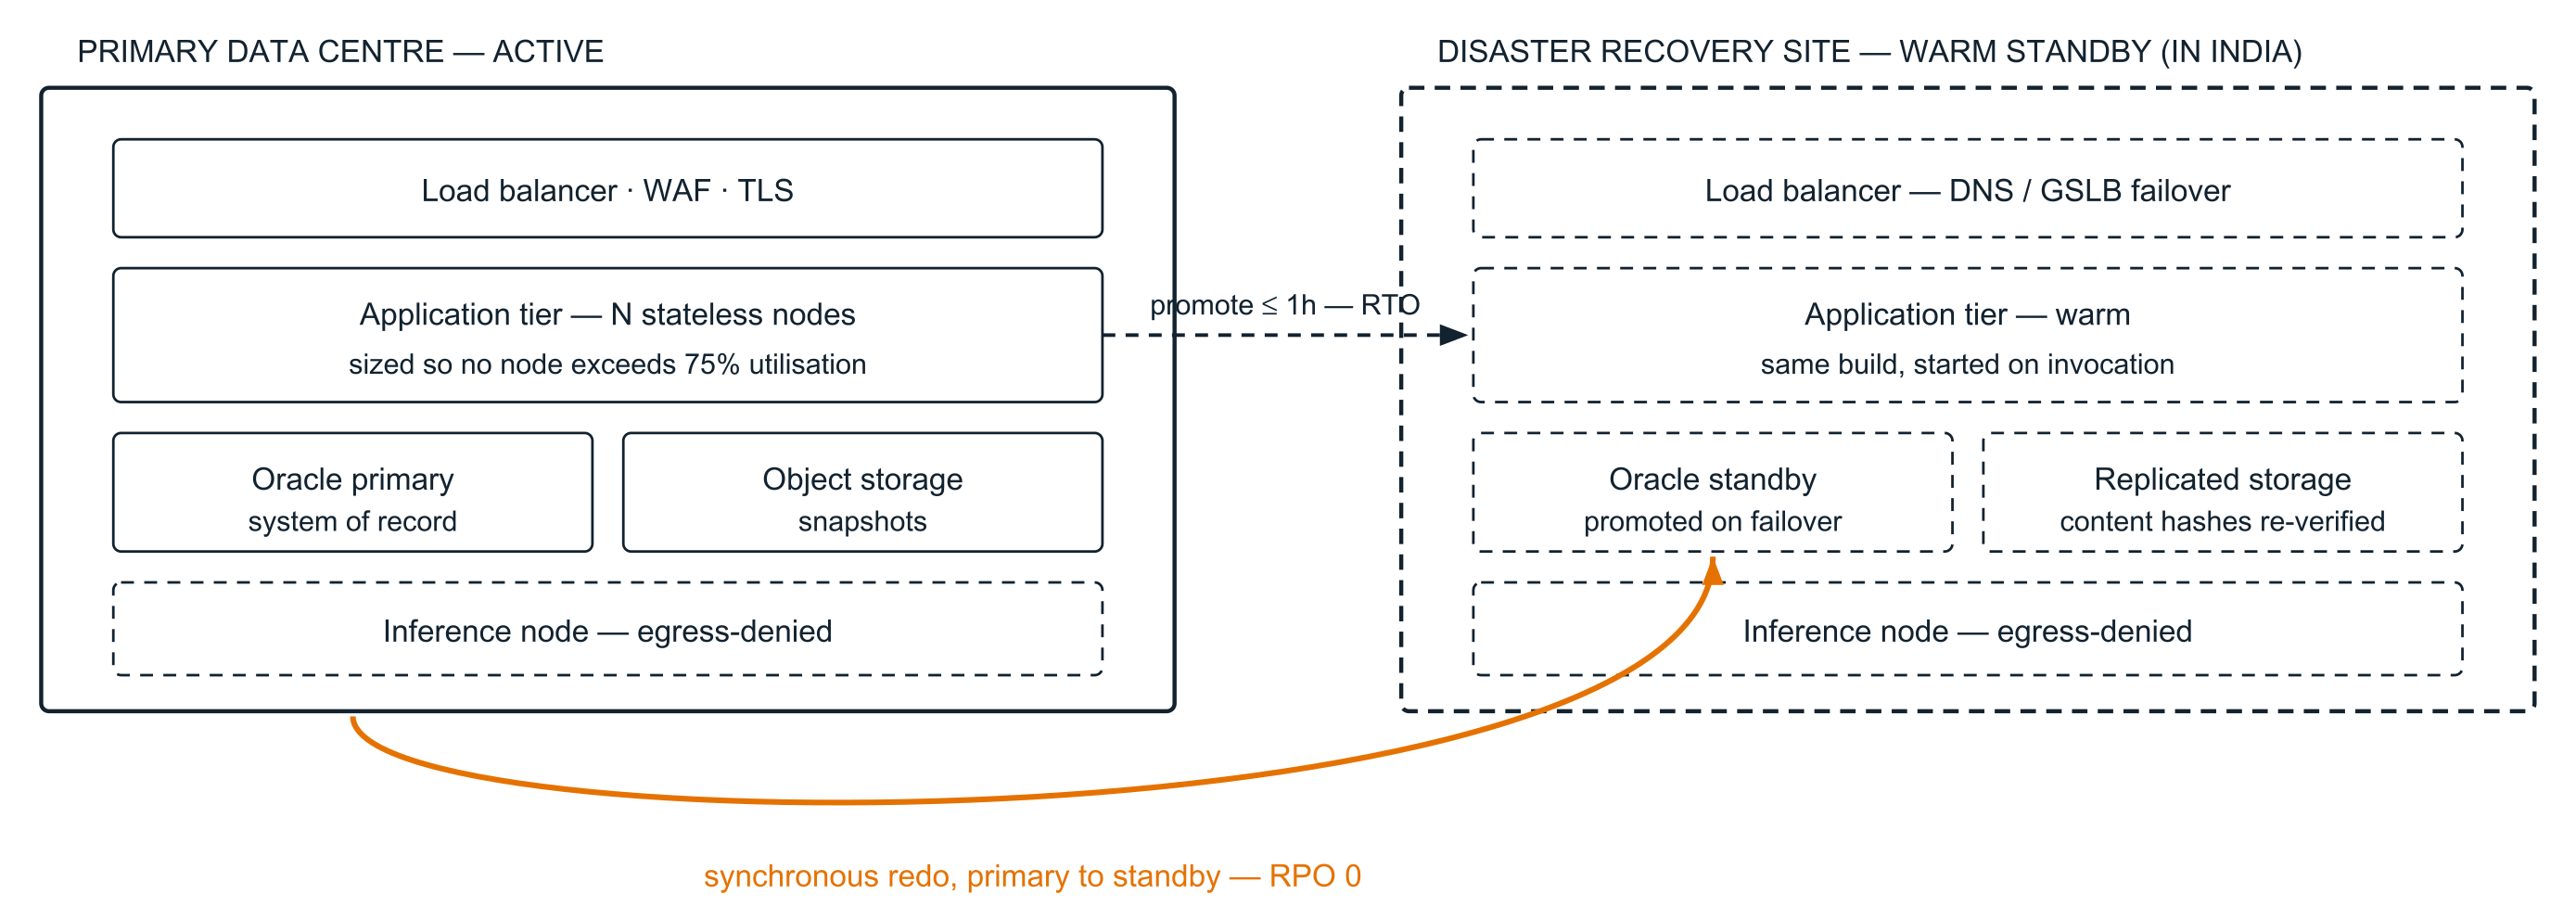 PRIMARY DATA CENTRE — ACTIVE
Load balancer · WAF · TLS
Application tier — N stateless nodes
sized so no node exceeds 75% utilisation
Oracle primary
system of record
Object storage
snapshots
Inference node — egress-denied
promote ≤ 1h — RTO
DISASTER RECOVERY SITE — WARM STANDBY (IN INDIA)
Load balancer — DNS / GSLB failover
Application tier — warm
same build, started on invocation
Oracle standby
promoted on failover
Replicated storage
content hashes re-verified
Inference node — egress-denied
synchronous redo, primary to standby — RPO 0